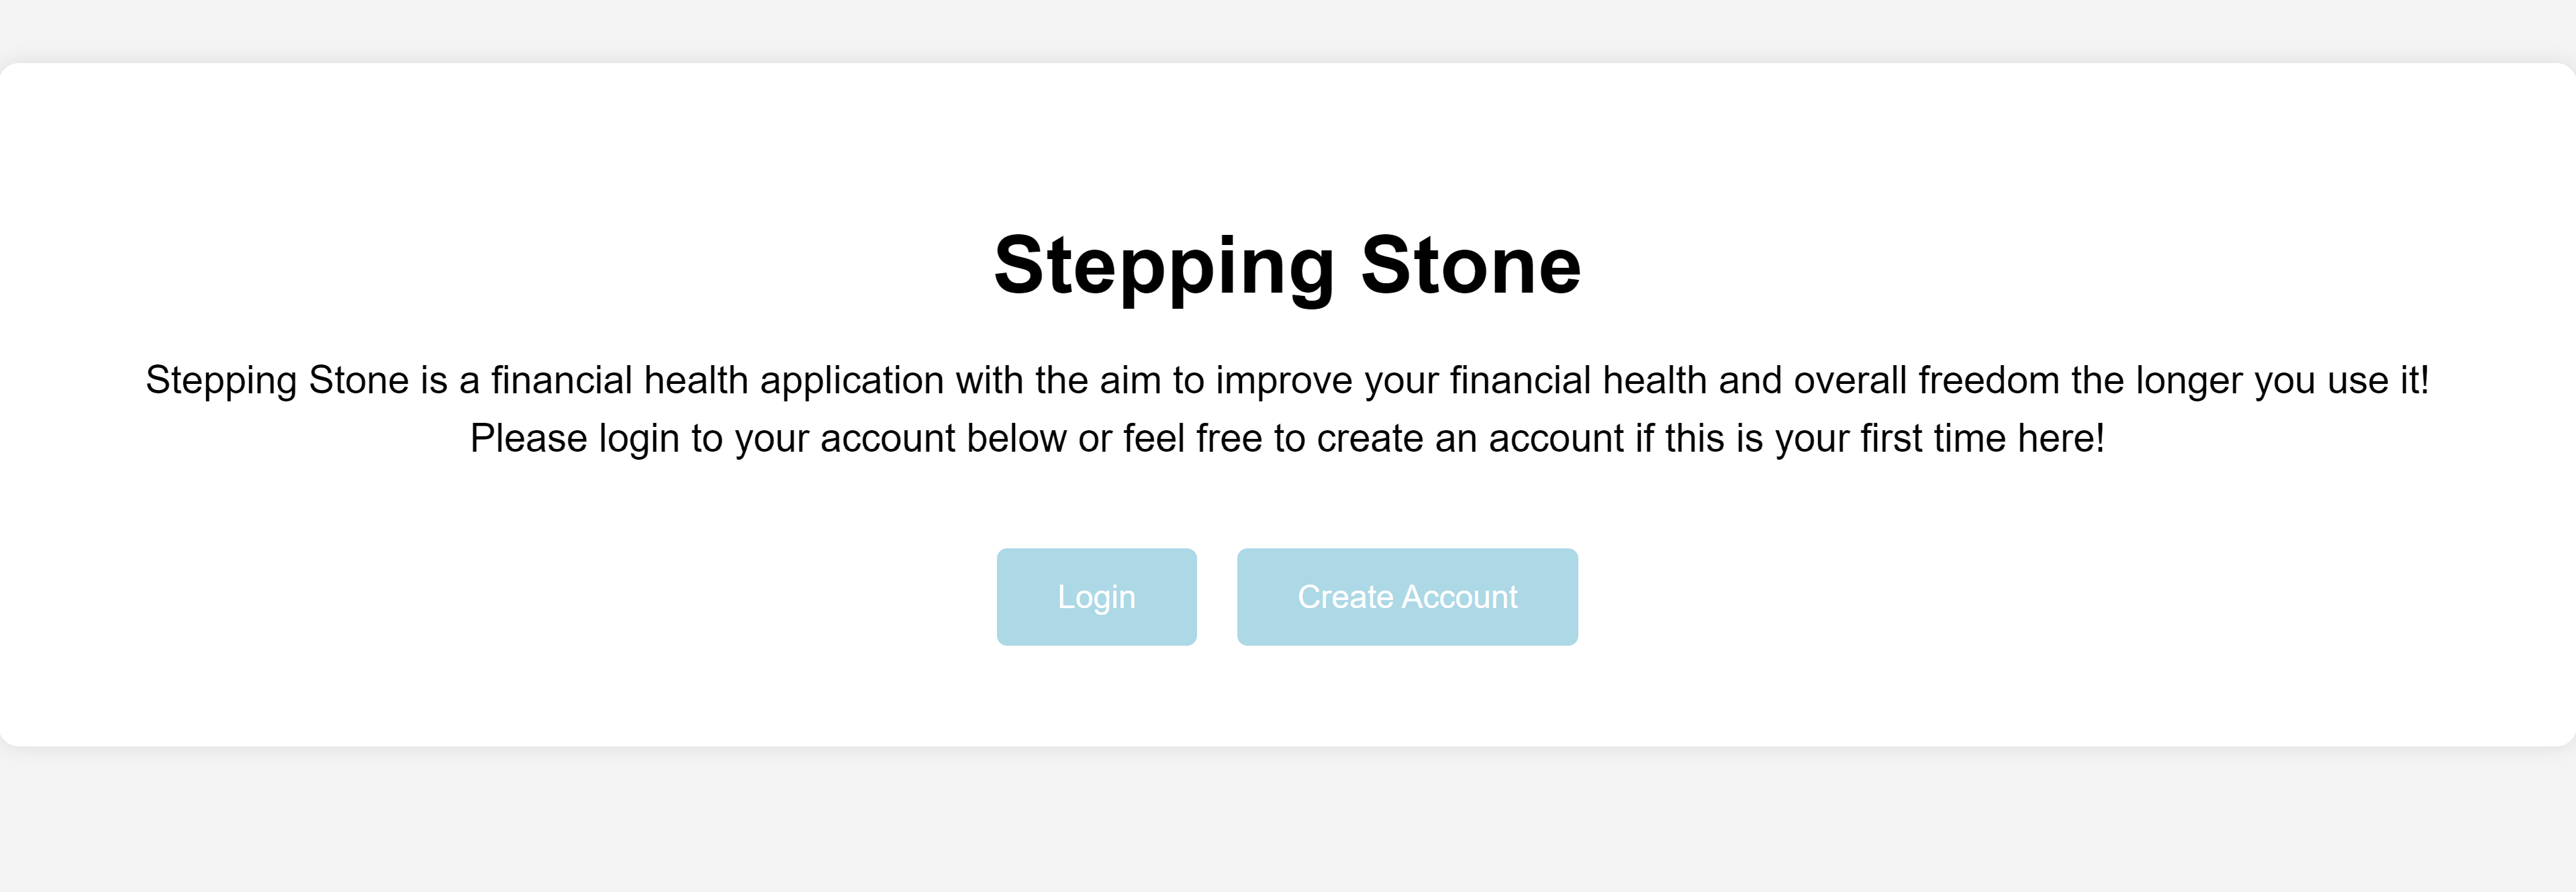 Stepping Stone
Stepping Stone is a financial health application with the aim to improve your financial health and overall freedom the longer you use it!
Please login to your account below or feel free to create an account if this is your first time here!
Login
Create Account